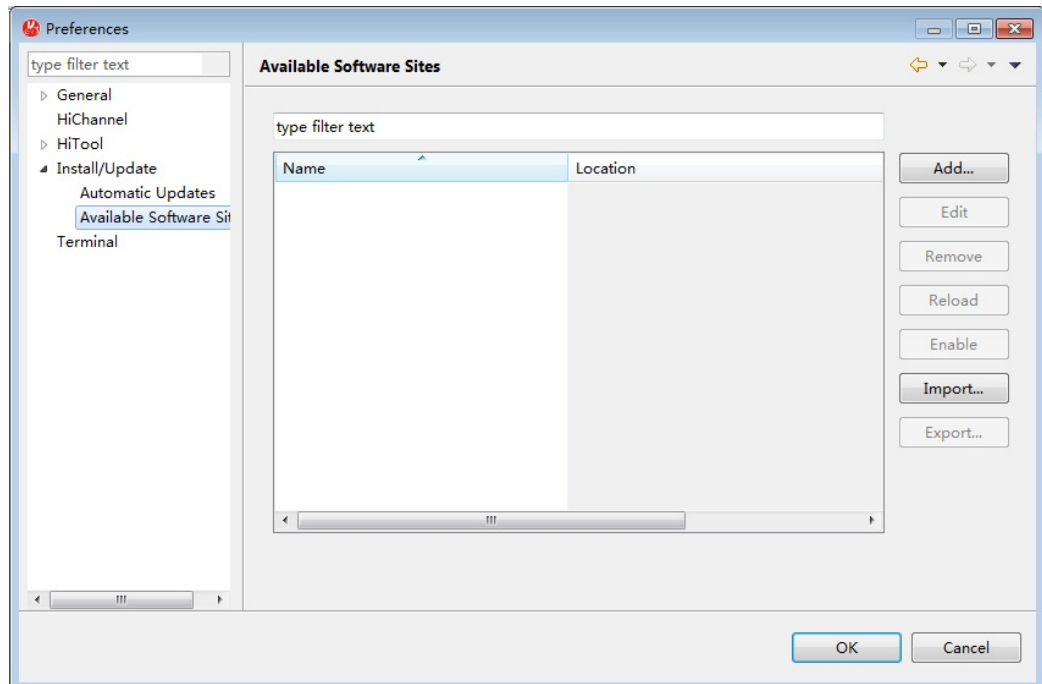 Preferences
type filter text
General
HiChannel
HiTool
Install/Update
Automatic Updates
Available Software Sit
Terminal
Available Software Sites
type filter text
Name Location
Add...
Edit
Remove
Reload
Enable
Import...
Export...
OK Cancel